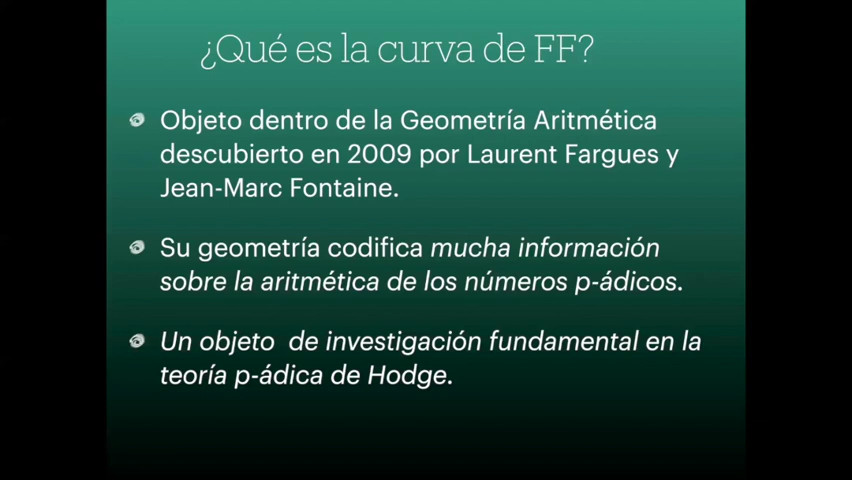 ¿Qué es la curva de FF?
Objeto dentro de la Geometría Aritmética
descubierto en 2009 por Laurent Fargues y
Jean-Marc Fontaine.
Su geometría codifica mucha información
sobre la aritmética de los números p-ádicos.
Un objeto de investigación fundamental en la
teoría p-ádica de Hodge.